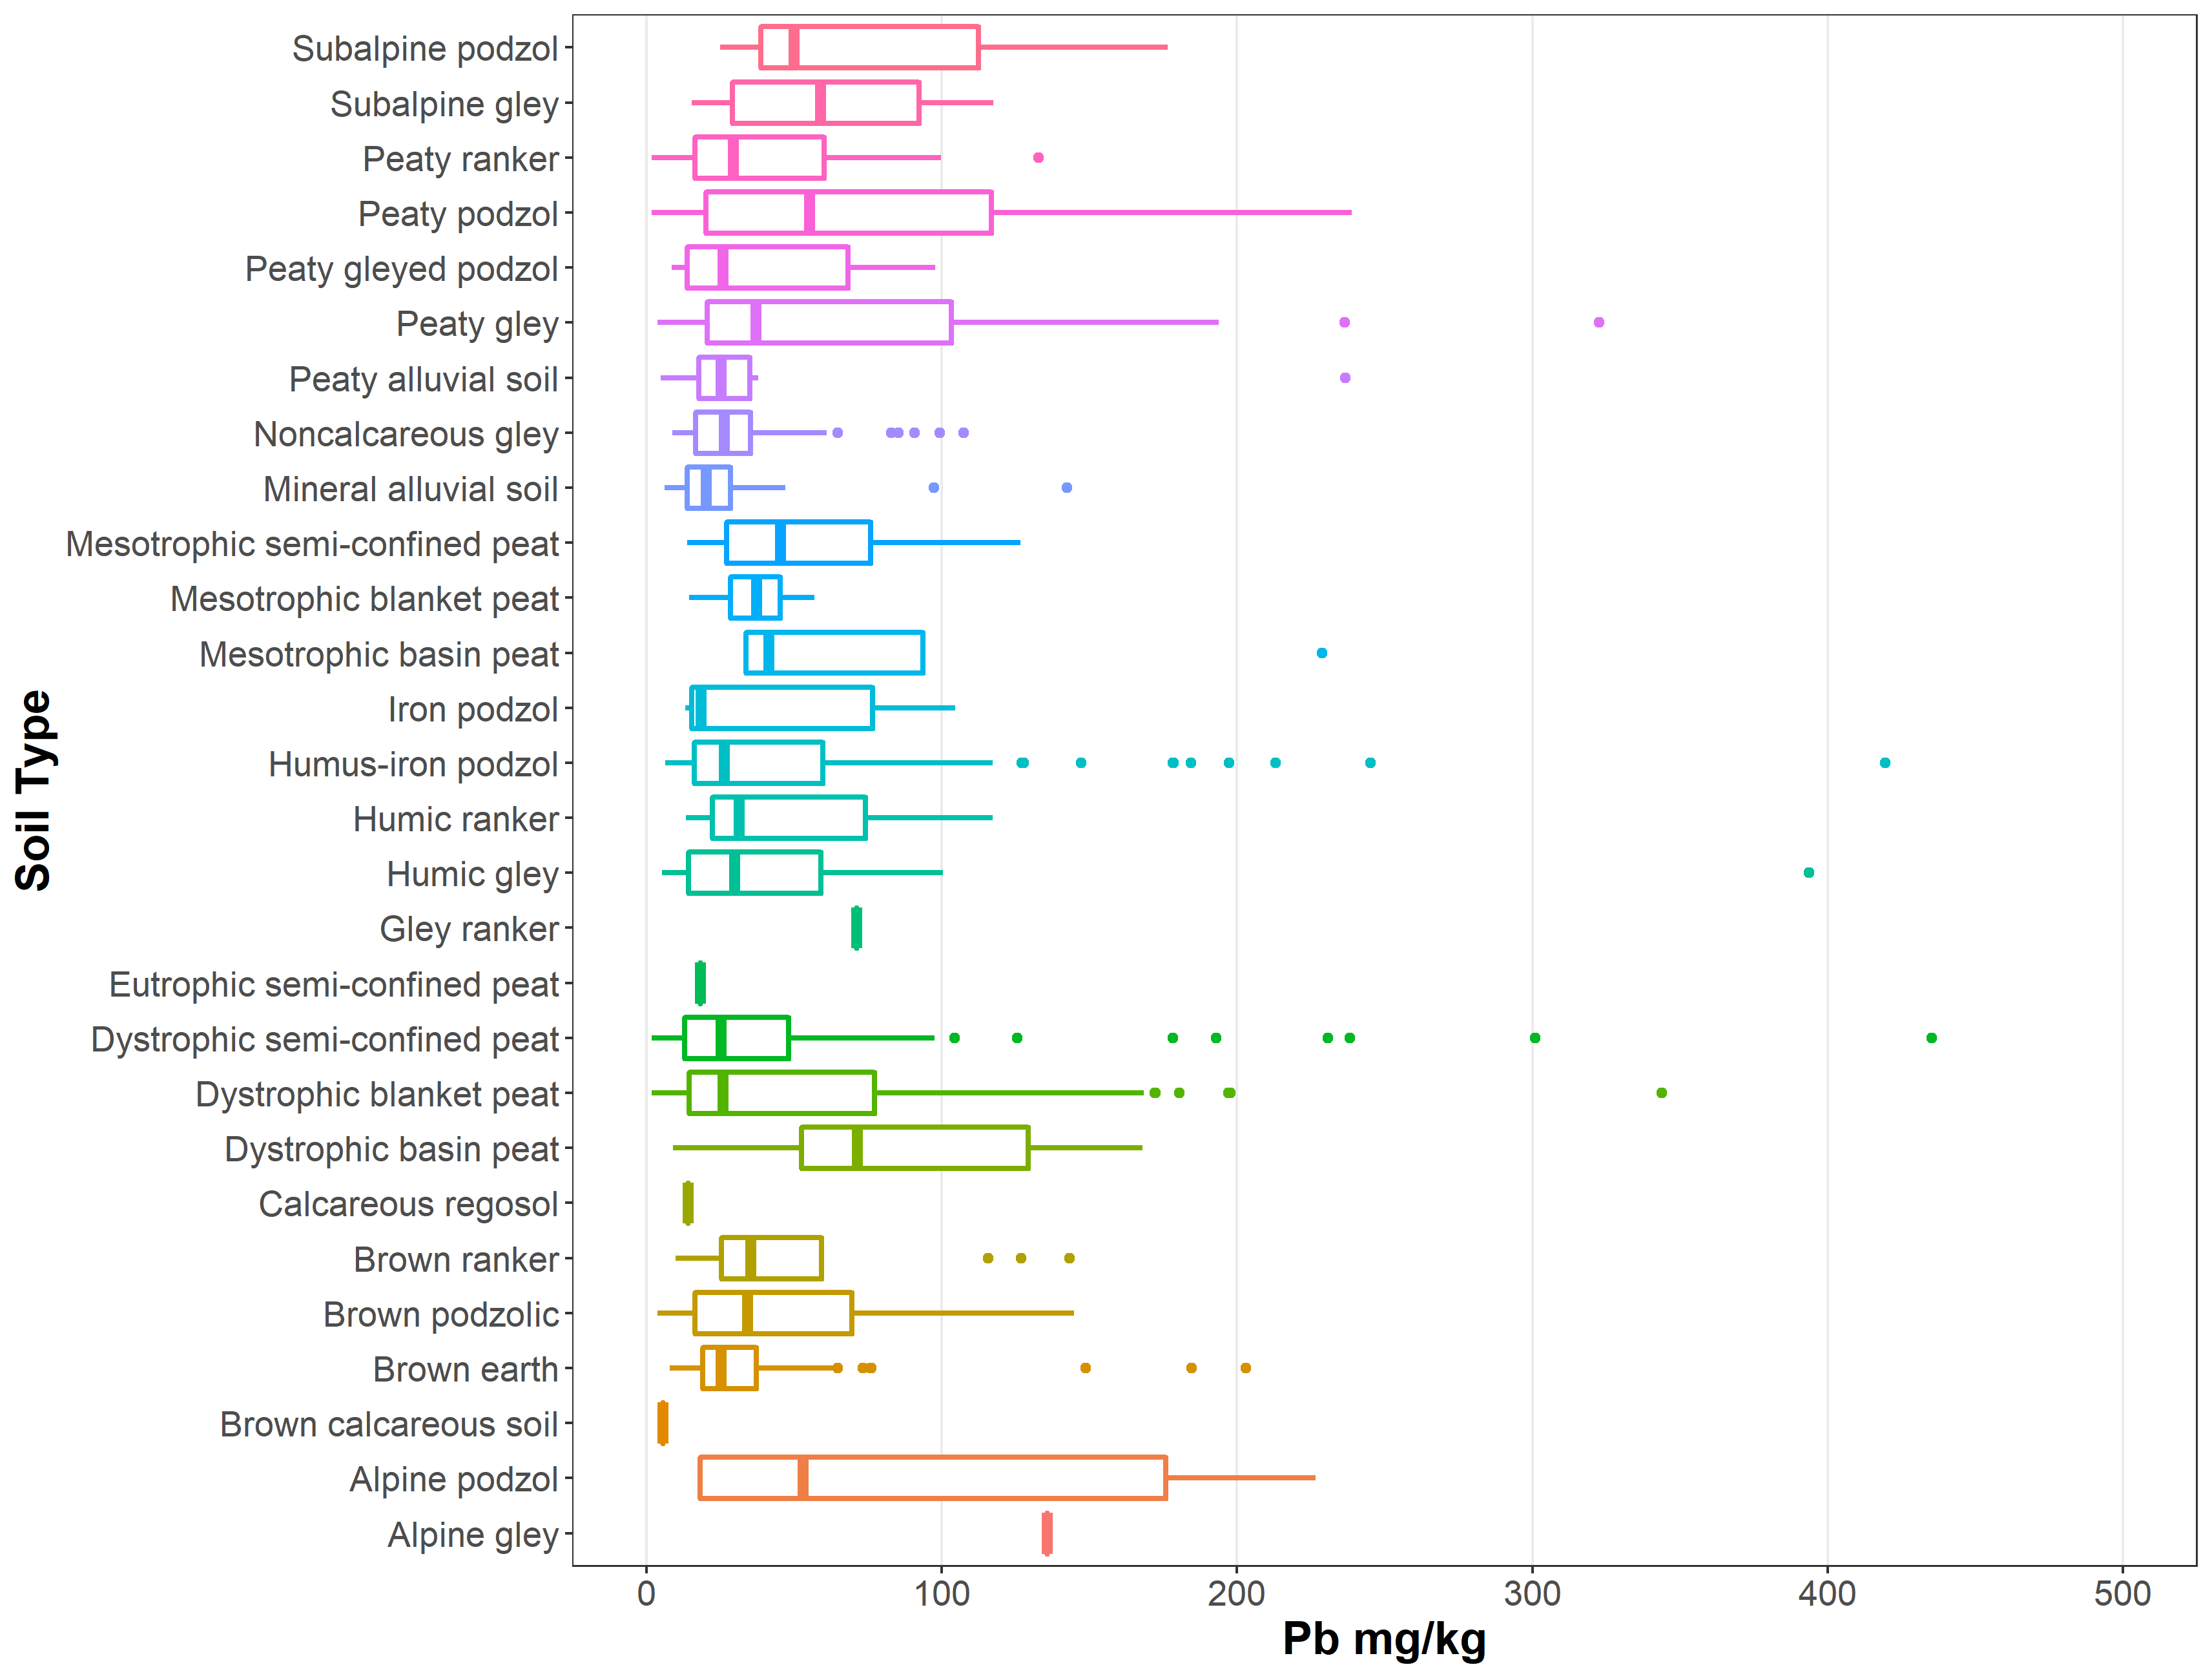 Subalpine podzol
Subalpine gley
Peaty ranker
Peaty podzol
Peaty gleyed podzol
Peaty gley
Peaty alluvial soil
Noncalcareous gley
Mineral alluvial soil
Mesotrophic semi-confined peat
Mesotrophic blanket peat
Mesotrophic basin peat
Iron podzol
Humus-iron podzol
Humic ranker
Humic gley
Gley ranker
Eutrophic semi-confined peat
Dystrophic semi-confined peat
Dystrophic blanket peat
Dystrophic basin peat
Calcareous regosol
Brown ranker
Brown podzolic
Brown earth
Brown calcareous soil
Alpine podzol
Alpine gley
Soil Type
0 100 200 300 400 500
Pb mg/kg